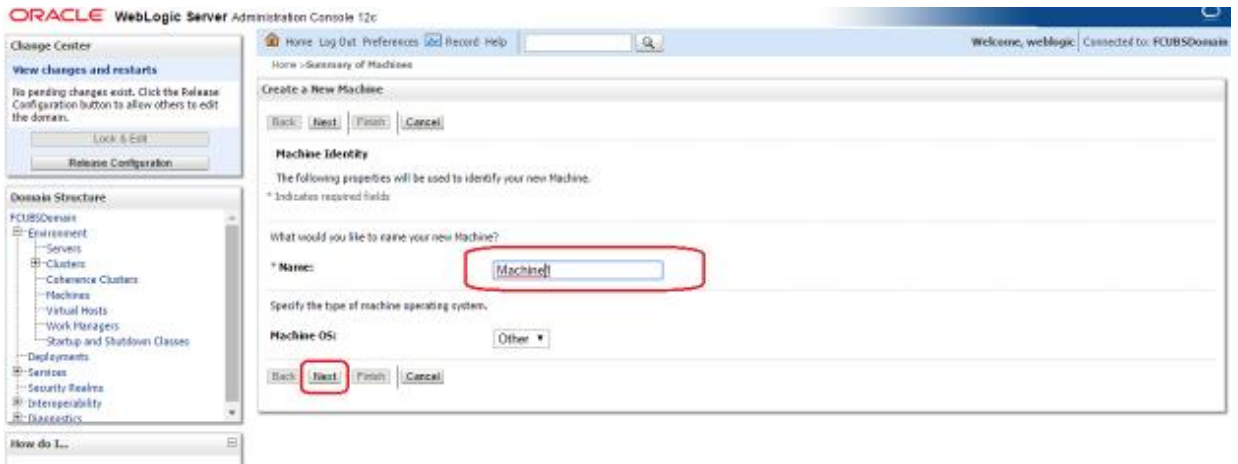 ORACLE WebLogic Server Administration Console 12c
Change Center
View changes and restarts
No pending changes exist. Click the Release
Configuration button to allow others to edit
the domain.
Lock & Edit
Release Configuration
Domain Structure
FCUBSDomain
Environment
Servers
Clusters
Coherence Clusters
Machines
Virtual Hosts
Work Managers
Startup and Shutdown Classes
Deployments
Services
Security Realms
Interoperability
Diagnostics
How do I...
Home Log Out Preferences Record Help
Welcome, weblogic Connected to: FCUBSDomain
Home >Summary of Machines
Create a New Machine
Back Next Finish Cancel
Machine Identity
The following properties will be used to identify your new Machine.
* Indicates required fields
What would you like to name your new Machine?
* Name: Machine1
Specify the type of machine operating system.
Machine OS: Other
Back Next Finish Cancel